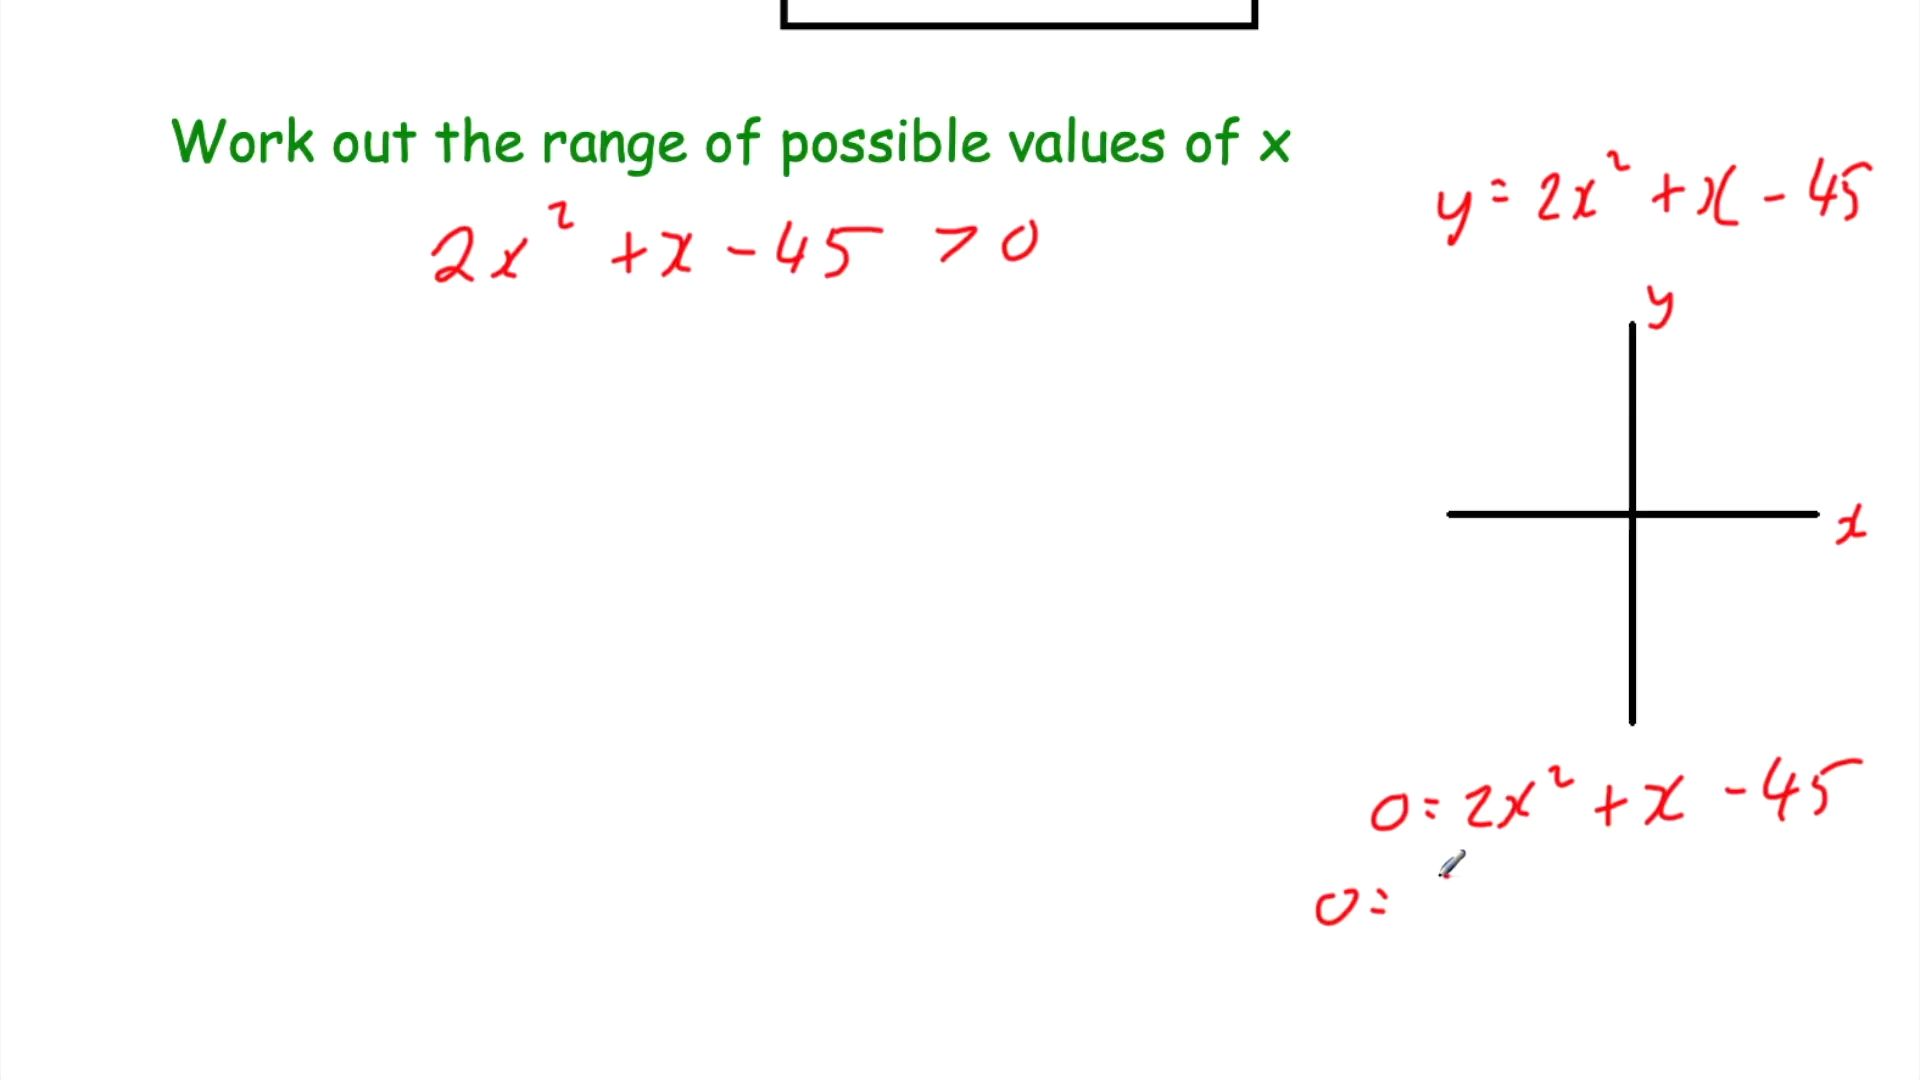 Work out the range of possible values of x
2x² + x - 45 > 0
y = 2x² + x - 45
y
x
0 = 2x² + x - 45
0 =